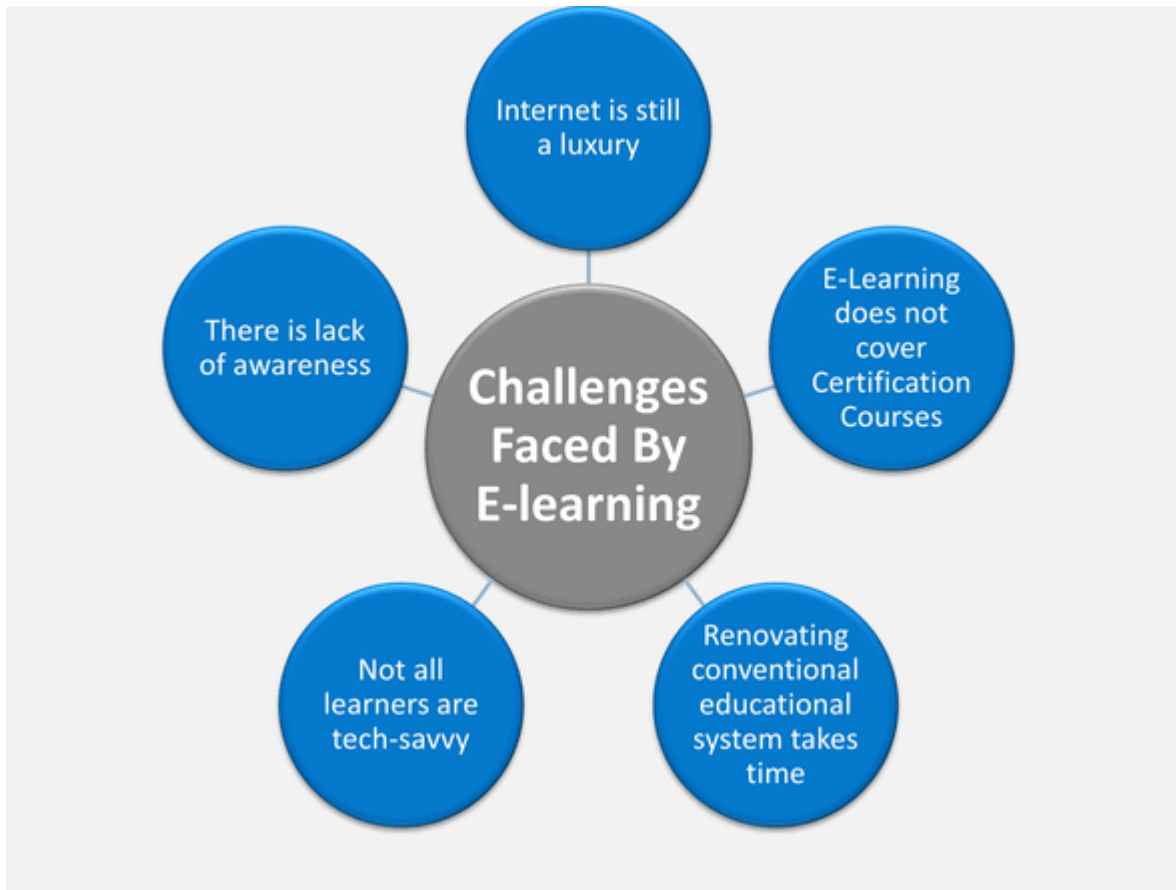 Internet is still
a luxury
E-Learning
does not
cover
Certification
Courses
There is lack
of awareness
Challenges
Faced By
E-learning
Renovating
conventional
educational
system takes
time
Not all
learners are
tech-savvy